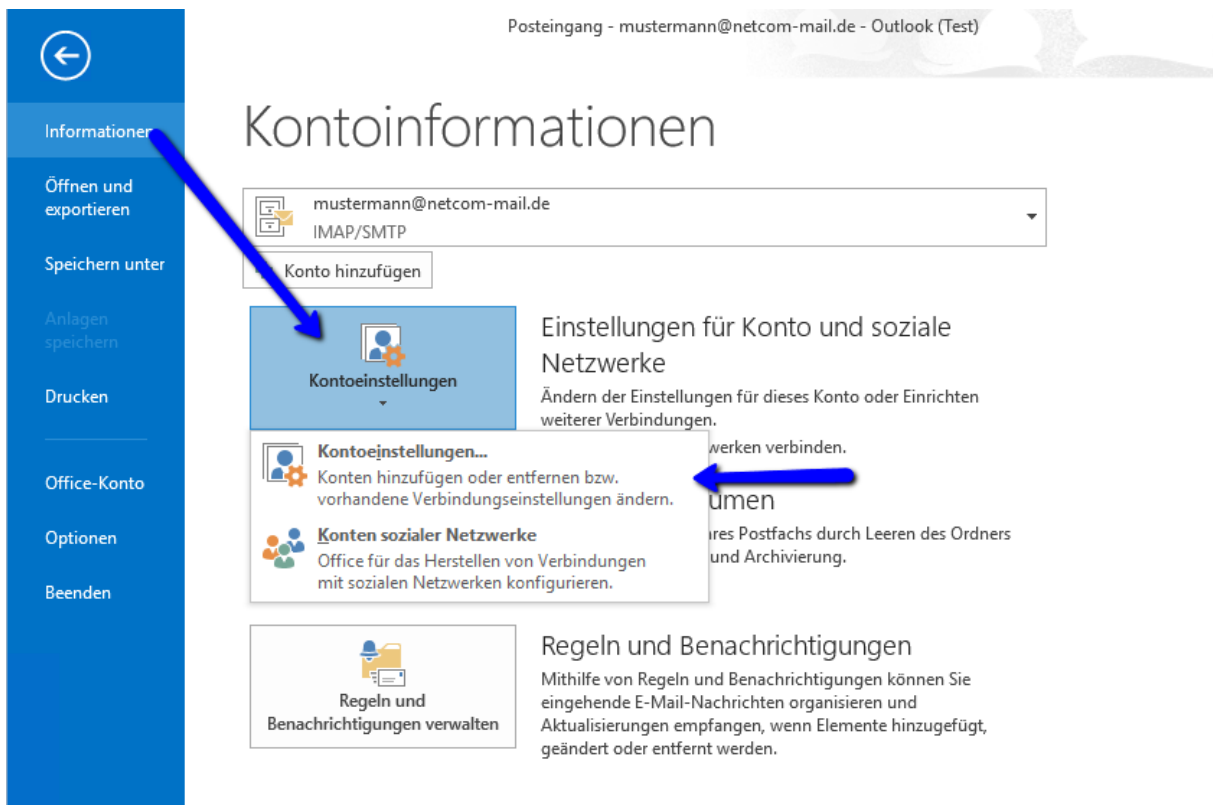 Posteingang - mustermann@netcom-mail.de - Outlook (Test)
Informationen
Öffnen und
exportieren
Speichern unter
Anlagen
speichern
Drucken
Office-Konto
Optionen
Beenden
Kontoinformationen
mustermann@netcom-mail.de
IMAP/SMTP
Konto hinzufügen
Kontoeinstellungen
Einstellungen für Konto und soziale
Netzwerke
Ändern der Einstellungen für dieses Konto oder Einrichten
weiterer Verbindungen.
werken verbinden.
Kontoeinstellungen...
Konten hinzufügen oder entfernen bzw.
vorhandene Verbindungseinstellungen ändern.
Konten sozialer Netzwerke
Office für das Herstellen von Verbindungen
mit sozialen Netzwerken konfigurieren.
umen
res Postfachs durch Leeren des Ordners
und Archivierung.
Regeln und
Benachrichtigungen verwalten
Regeln und Benachrichtigungen
Mithilfe von Regeln und Benachrichtigungen können Sie
eingehende E-Mail-Nachrichten organisieren und
Aktualisierungen empfangen, wenn Elemente hinzugefügt,
geändert oder entfernt werden.